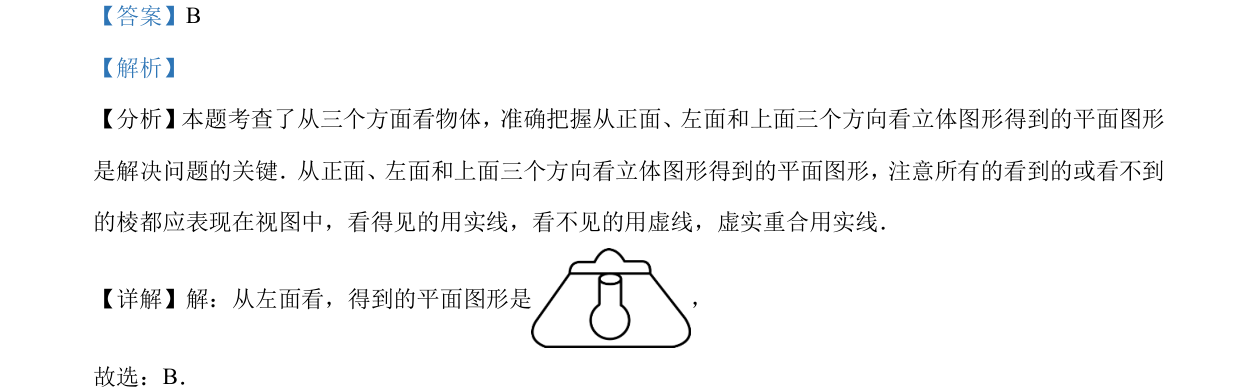 【答案】B
【解析】
【分析】本题考查了从三个方面看物体，准确把握从正面、左面和上面三个方向看立体图形得到的平面图形
是解决问题的关键．从正面、左面和上面三个方向看立体图形得到的平面图形，注意所有的看到的或看不到
的棱都应表现在视图中，看得见的用实线，看不见的用虚线，虚实重合用实线．
【详解】解：从左面看，得到的平面图形是，
故选：B．